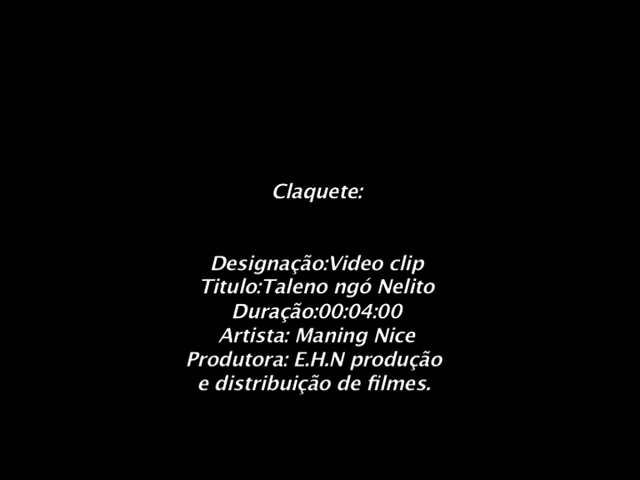 Claquete:
Designação:Video clip
Titulo:Taleno ngó Nelito
Duração:00:04:00
Artista: Maning Nice
Produtora: E.H.N produção
e distribuição de filmes.